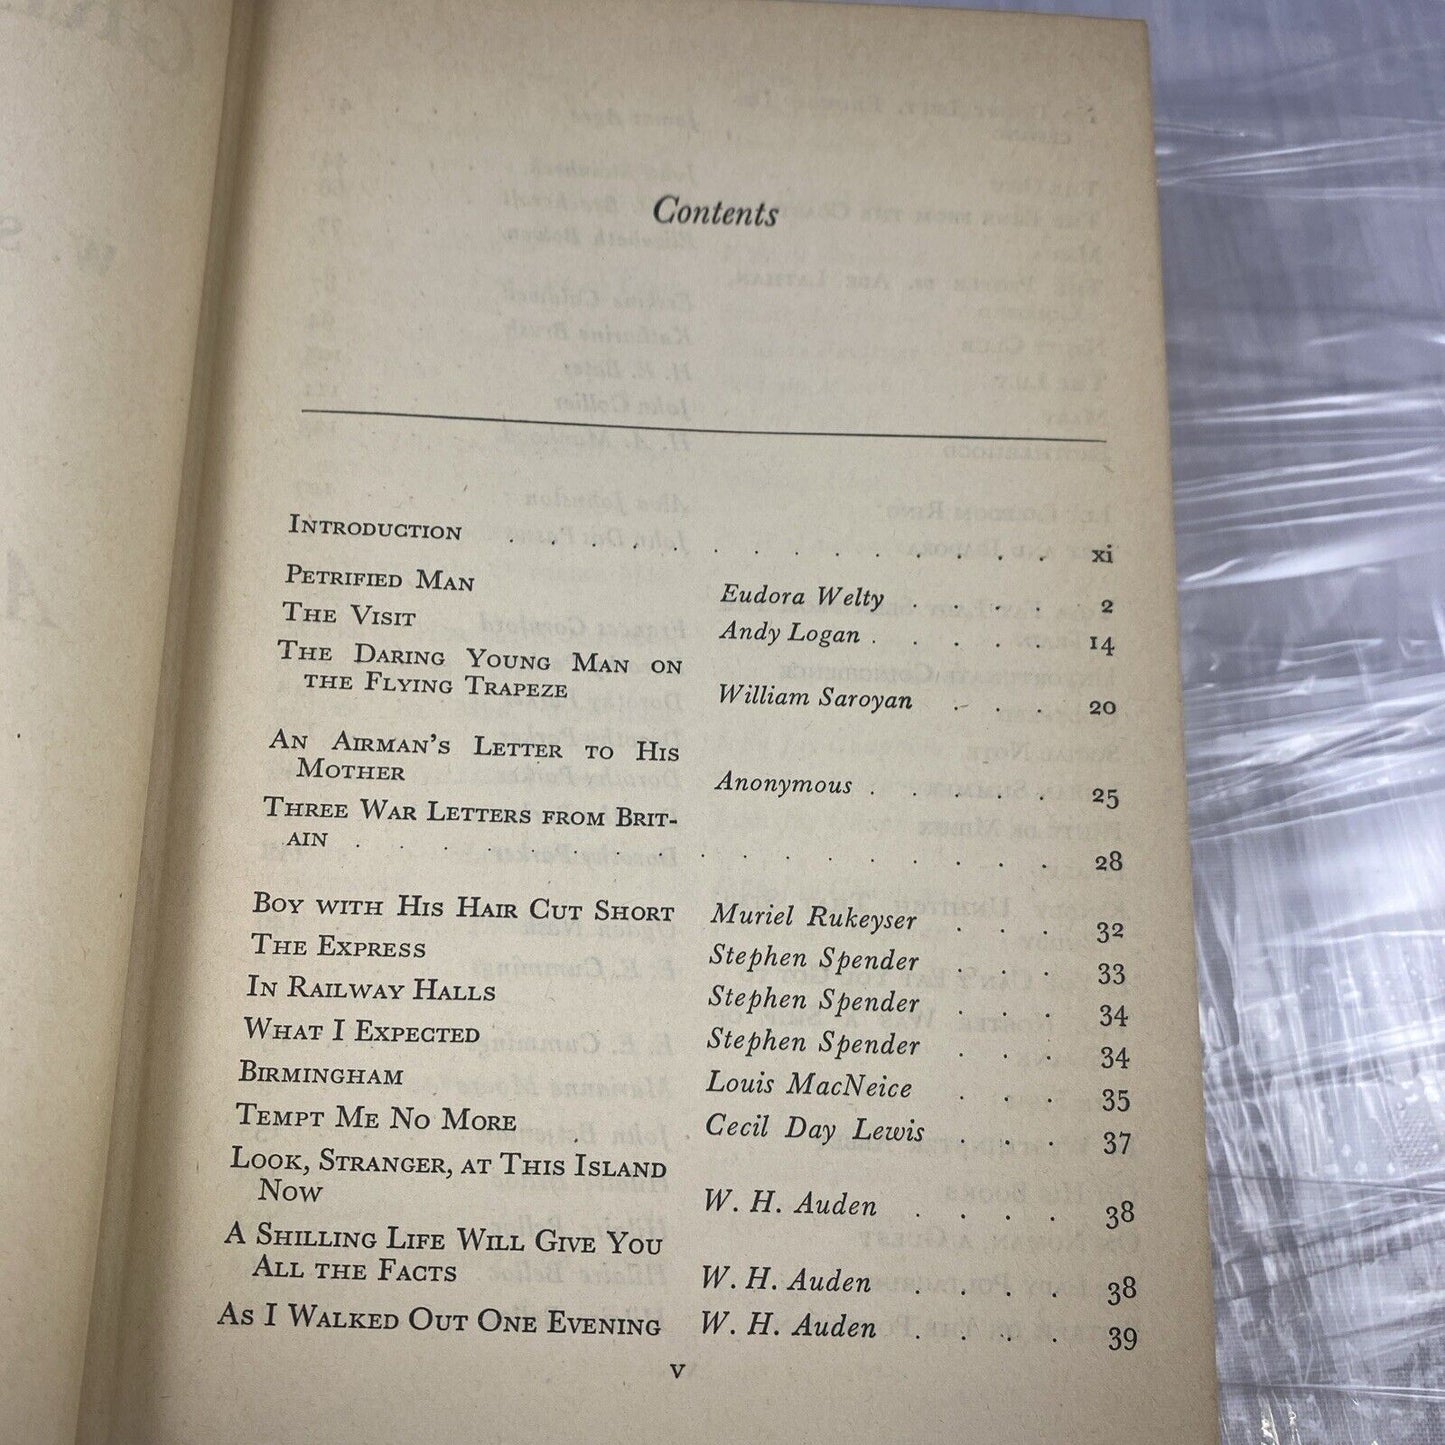 Contents
INTRODUCTION . . . . . . . . . . . . . . xi
PETRIFIED MAN Eudora Welty . . . . . 2
THE VISIT Andy Logan . . . . . 14
THE DARING YOUNG MAN ON
THE FLYING TRAPEZE William Saroyan . . . 20
AN AIRMAN'S LETTER TO HIS
MOTHER Anonymous . . . . . 25
THREE WAR LETTERS FROM BRIT-
AIN . . . . . . . . . . . . . . . . . 28
BOY WITH HIS HAIR CUT SHORT Muriel Rukeyser . . . 32
THE EXPRESS Stephen Spender . . . 33
IN RAILWAY HALLS Stephen Spender . . . 34
WHAT I EXPECTED Stephen Spender . . . 34
BIRMINGHAM Louis MacNeice . . . 35
TEMPT ME NO MORE Cecil Day Lewis . . . 37
LOOK, STRANGER, AT THIS ISLAND
NOW W. H. Auden . . . . 38
A SHILLING LIFE WILL GIVE YOU
ALL THE FACTS W. H. Auden . . . . 38
AS I WALKED OUT ONE EVENING W. H. Auden . . . . 39
v